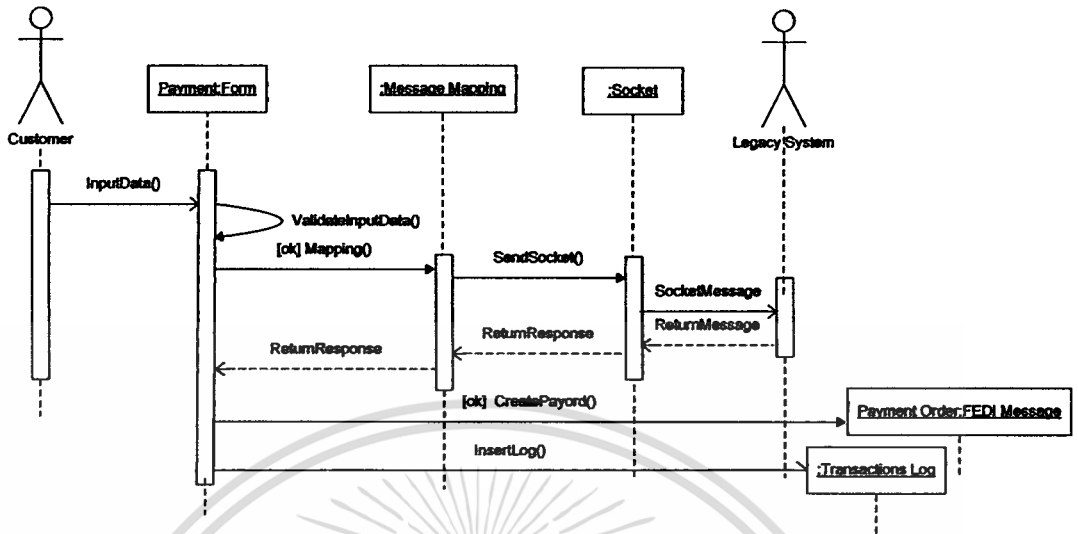 Payment:Form
:Message Mapping
:Socket
Customer
Legacy System
InputData()
ValidateInputData()
[ok] Mapping()
SendSocket()
SocketMessage
ReturnMessage
ReturnResponse
ReturnResponse
[ok] CreatePayord()
Payment Order:FEDI Message
InsertLog()
:Transactions Log